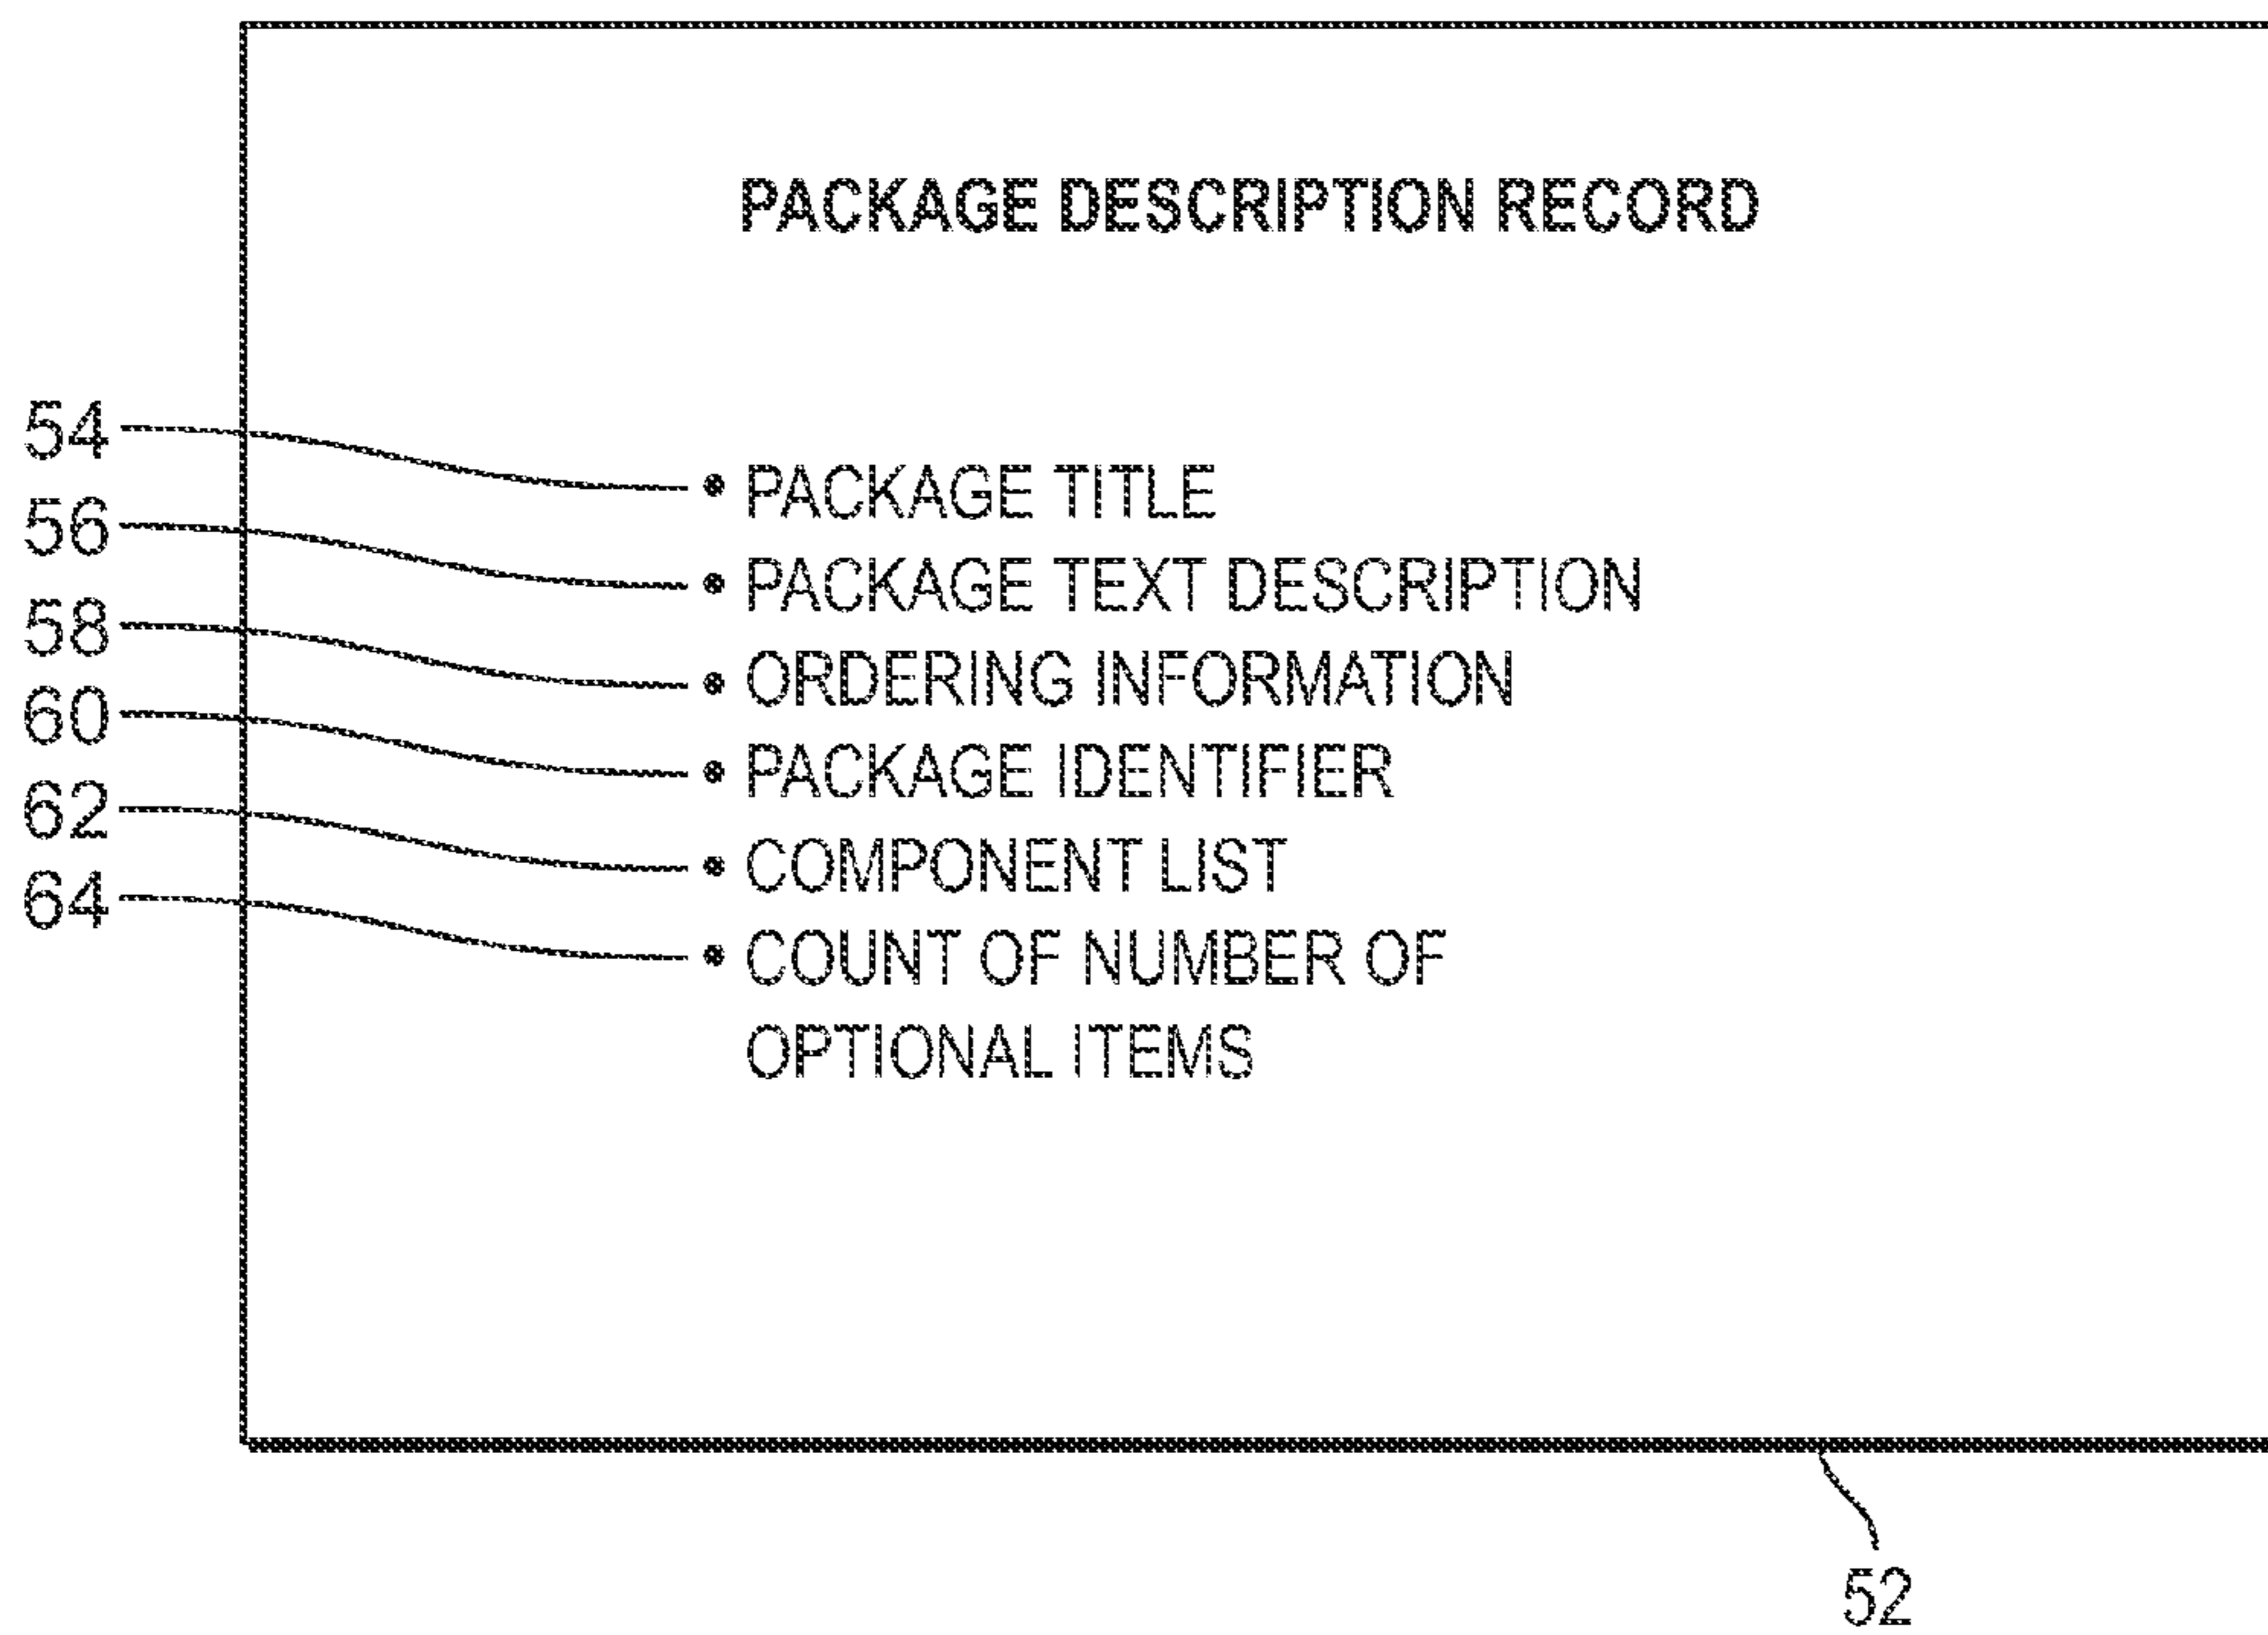 PACKAGE DESCRIPTION RECORD
54 • PACKAGE TITLE
56 • PACKAGE TEXT DESCRIPTION
58 • ORDERING INFORMATION
60 • PACKAGE IDENTIFIER
62 • COMPONENT LIST
64 • COUNT OF NUMBER OF
OPTIONAL ITEMS
52